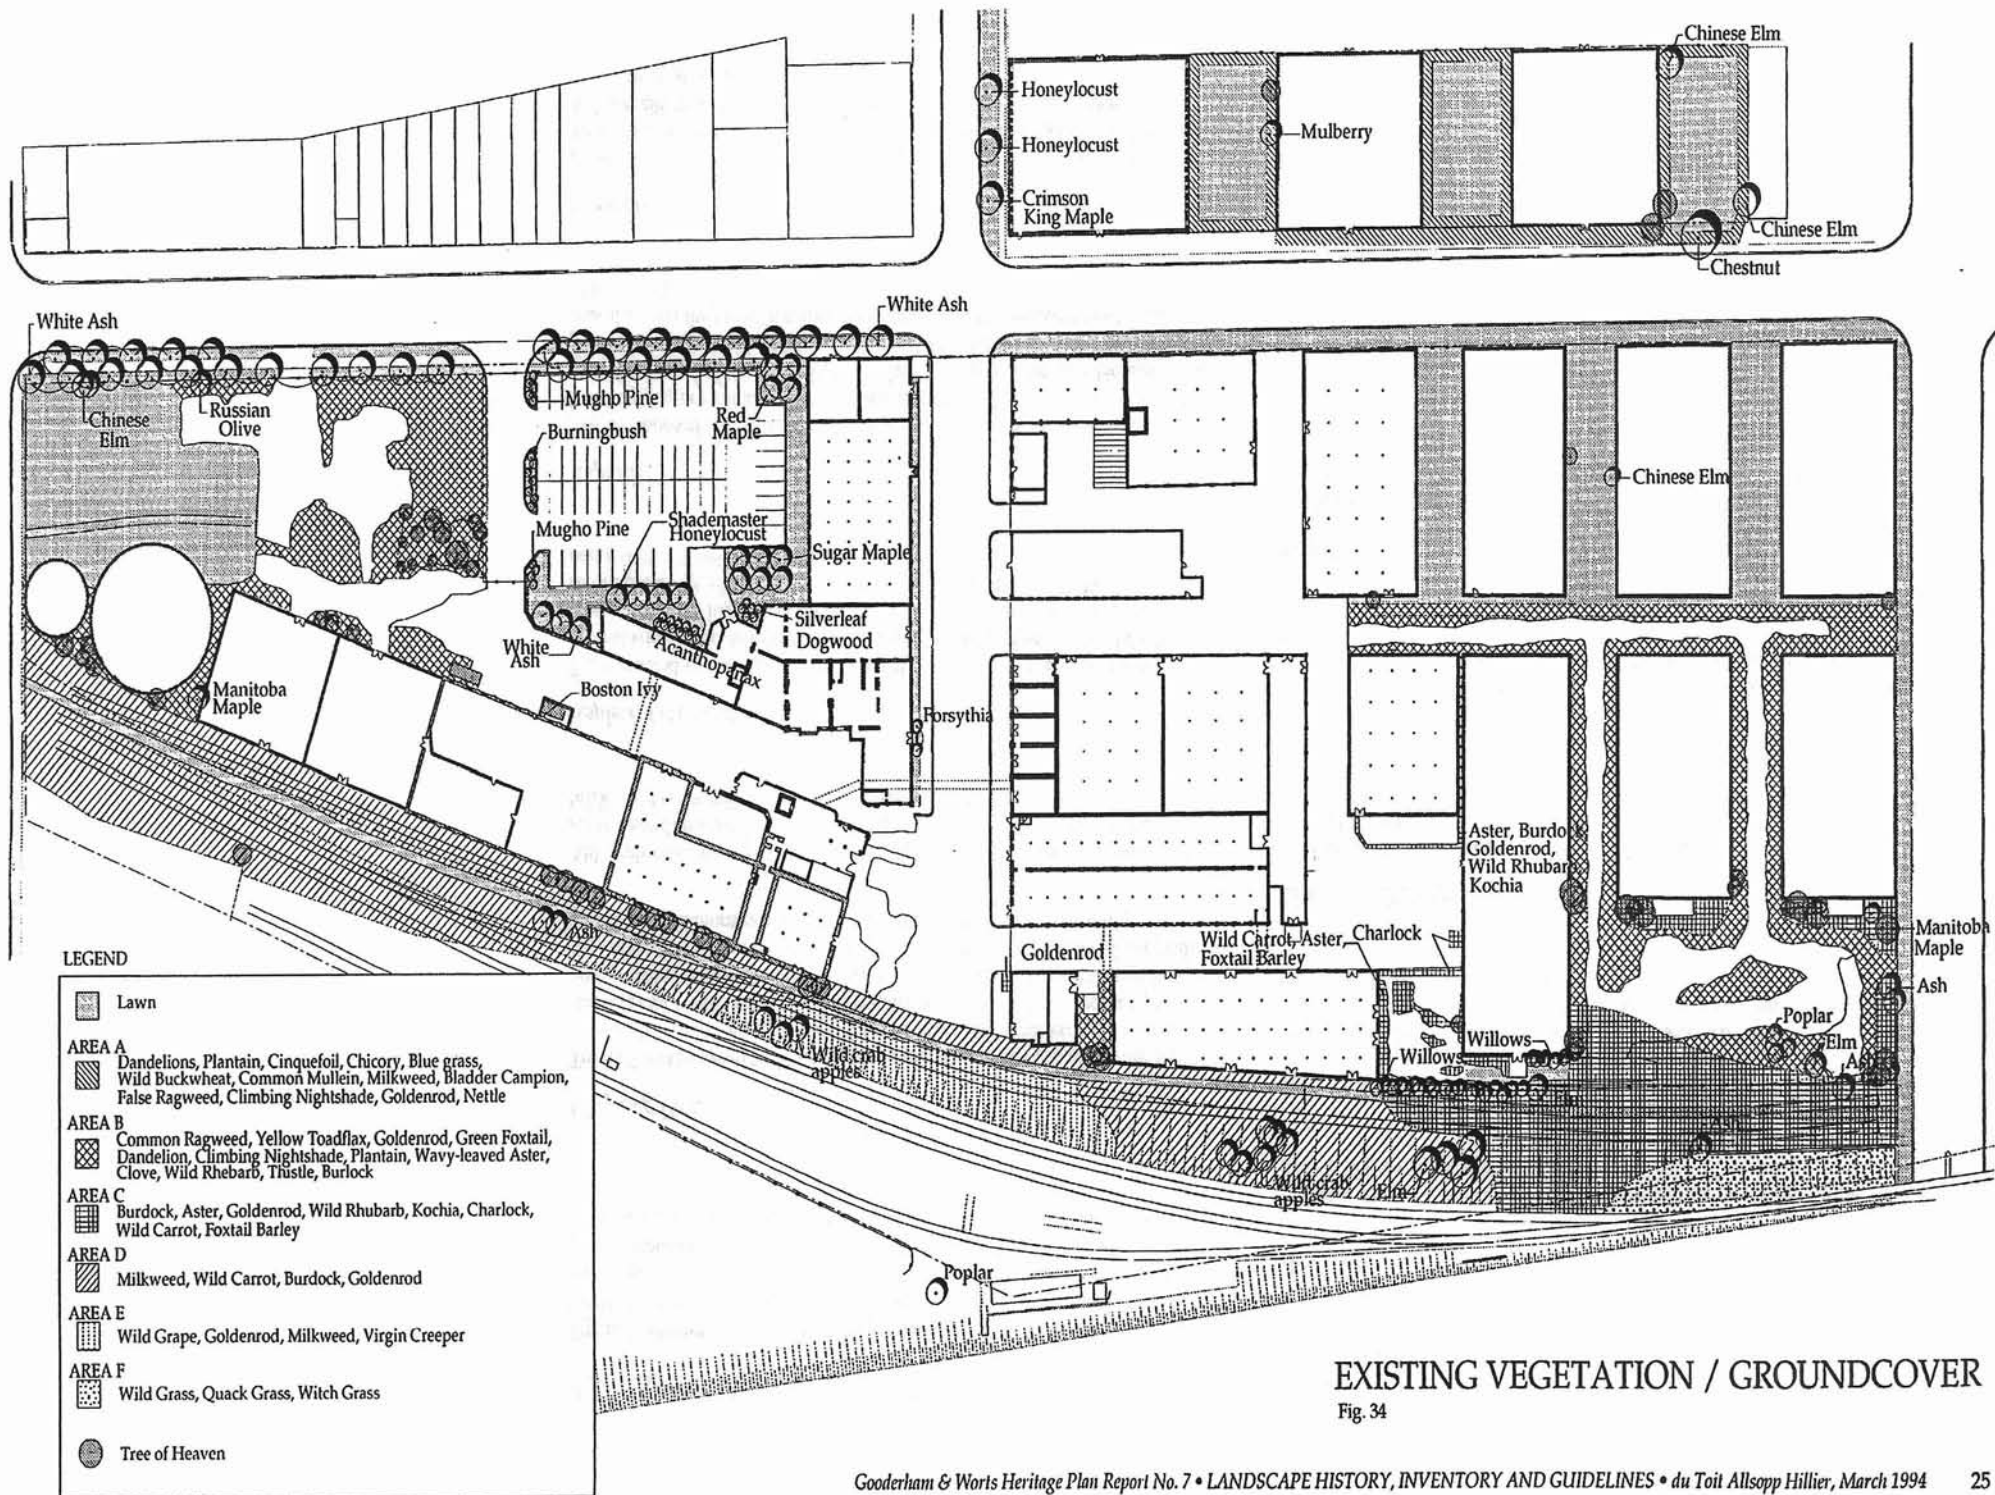 Chinese Elm
Honeylocust
Mulberry
Honeylocust
Crimson
King Maple
Chinese Elm
Chestnut
White Ash
White Ash
Mugho Pine
Russian
Olive
Chinese
Elm
Red
Maple
Burningbush
Chinese Elm
Mugho Pine
Shademaster
Honeylocust
Sugar Maple
Silverleaf
Dogwood
White
Ash
Acanthopanax
Boston Ivy
Manitoba
Maple
Forsythia
Aster, Burdo
Goldenrod,
Wild Rhubar
Kochia
Ash
Goldenrod
Wild Carrot, Aster,
Foxtail Barley
Charlock
Manitoba
Maple
Ash
Poplar
Elm
Ash
Willows
Willows
Elm
Wild crab
apples
Ash
Wild crab
apples
Elm
Poplar
LEGEND
Lawn
AREA A
Dandelions, Plantain, Cinquefoil, Chicory, Blue grass,
Wild Buckwheat, Common Mullein, Milkweed, Bladder Campion,
False Ragweed, Climbing Nightshade, Goldenrod, Nettle
AREA B
Common Ragweed, Yellow Toadflax, Goldenrod, Green Foxtail,
Dandelion, Climbing Nightshade, Plantain, Wavy-leaved Aster,
Clove, Wild Rhebarb, Thistle, Burlock
AREA C
Burdock, Aster, Goldenrod, Wild Rhubarb, Kochia, Charlock,
Wild Carrot, Foxtail Barley
AREA D
Milkweed, Wild Carrot, Burdock, Goldenrod
AREA E
Wild Grape, Goldenrod, Milkweed, Virgin Creeper
AREA F
Wild Grass, Quack Grass, Witch Grass
Tree of Heaven
EXISTING VEGETATION / GROUNDCOVER
Fig. 34
Gooderham & Worts Heritage Plan Report No. 7 • LANDSCAPE HISTORY, INVENTORY AND GUIDELINES • du Toit Allsopp Hillier, March 1994 25